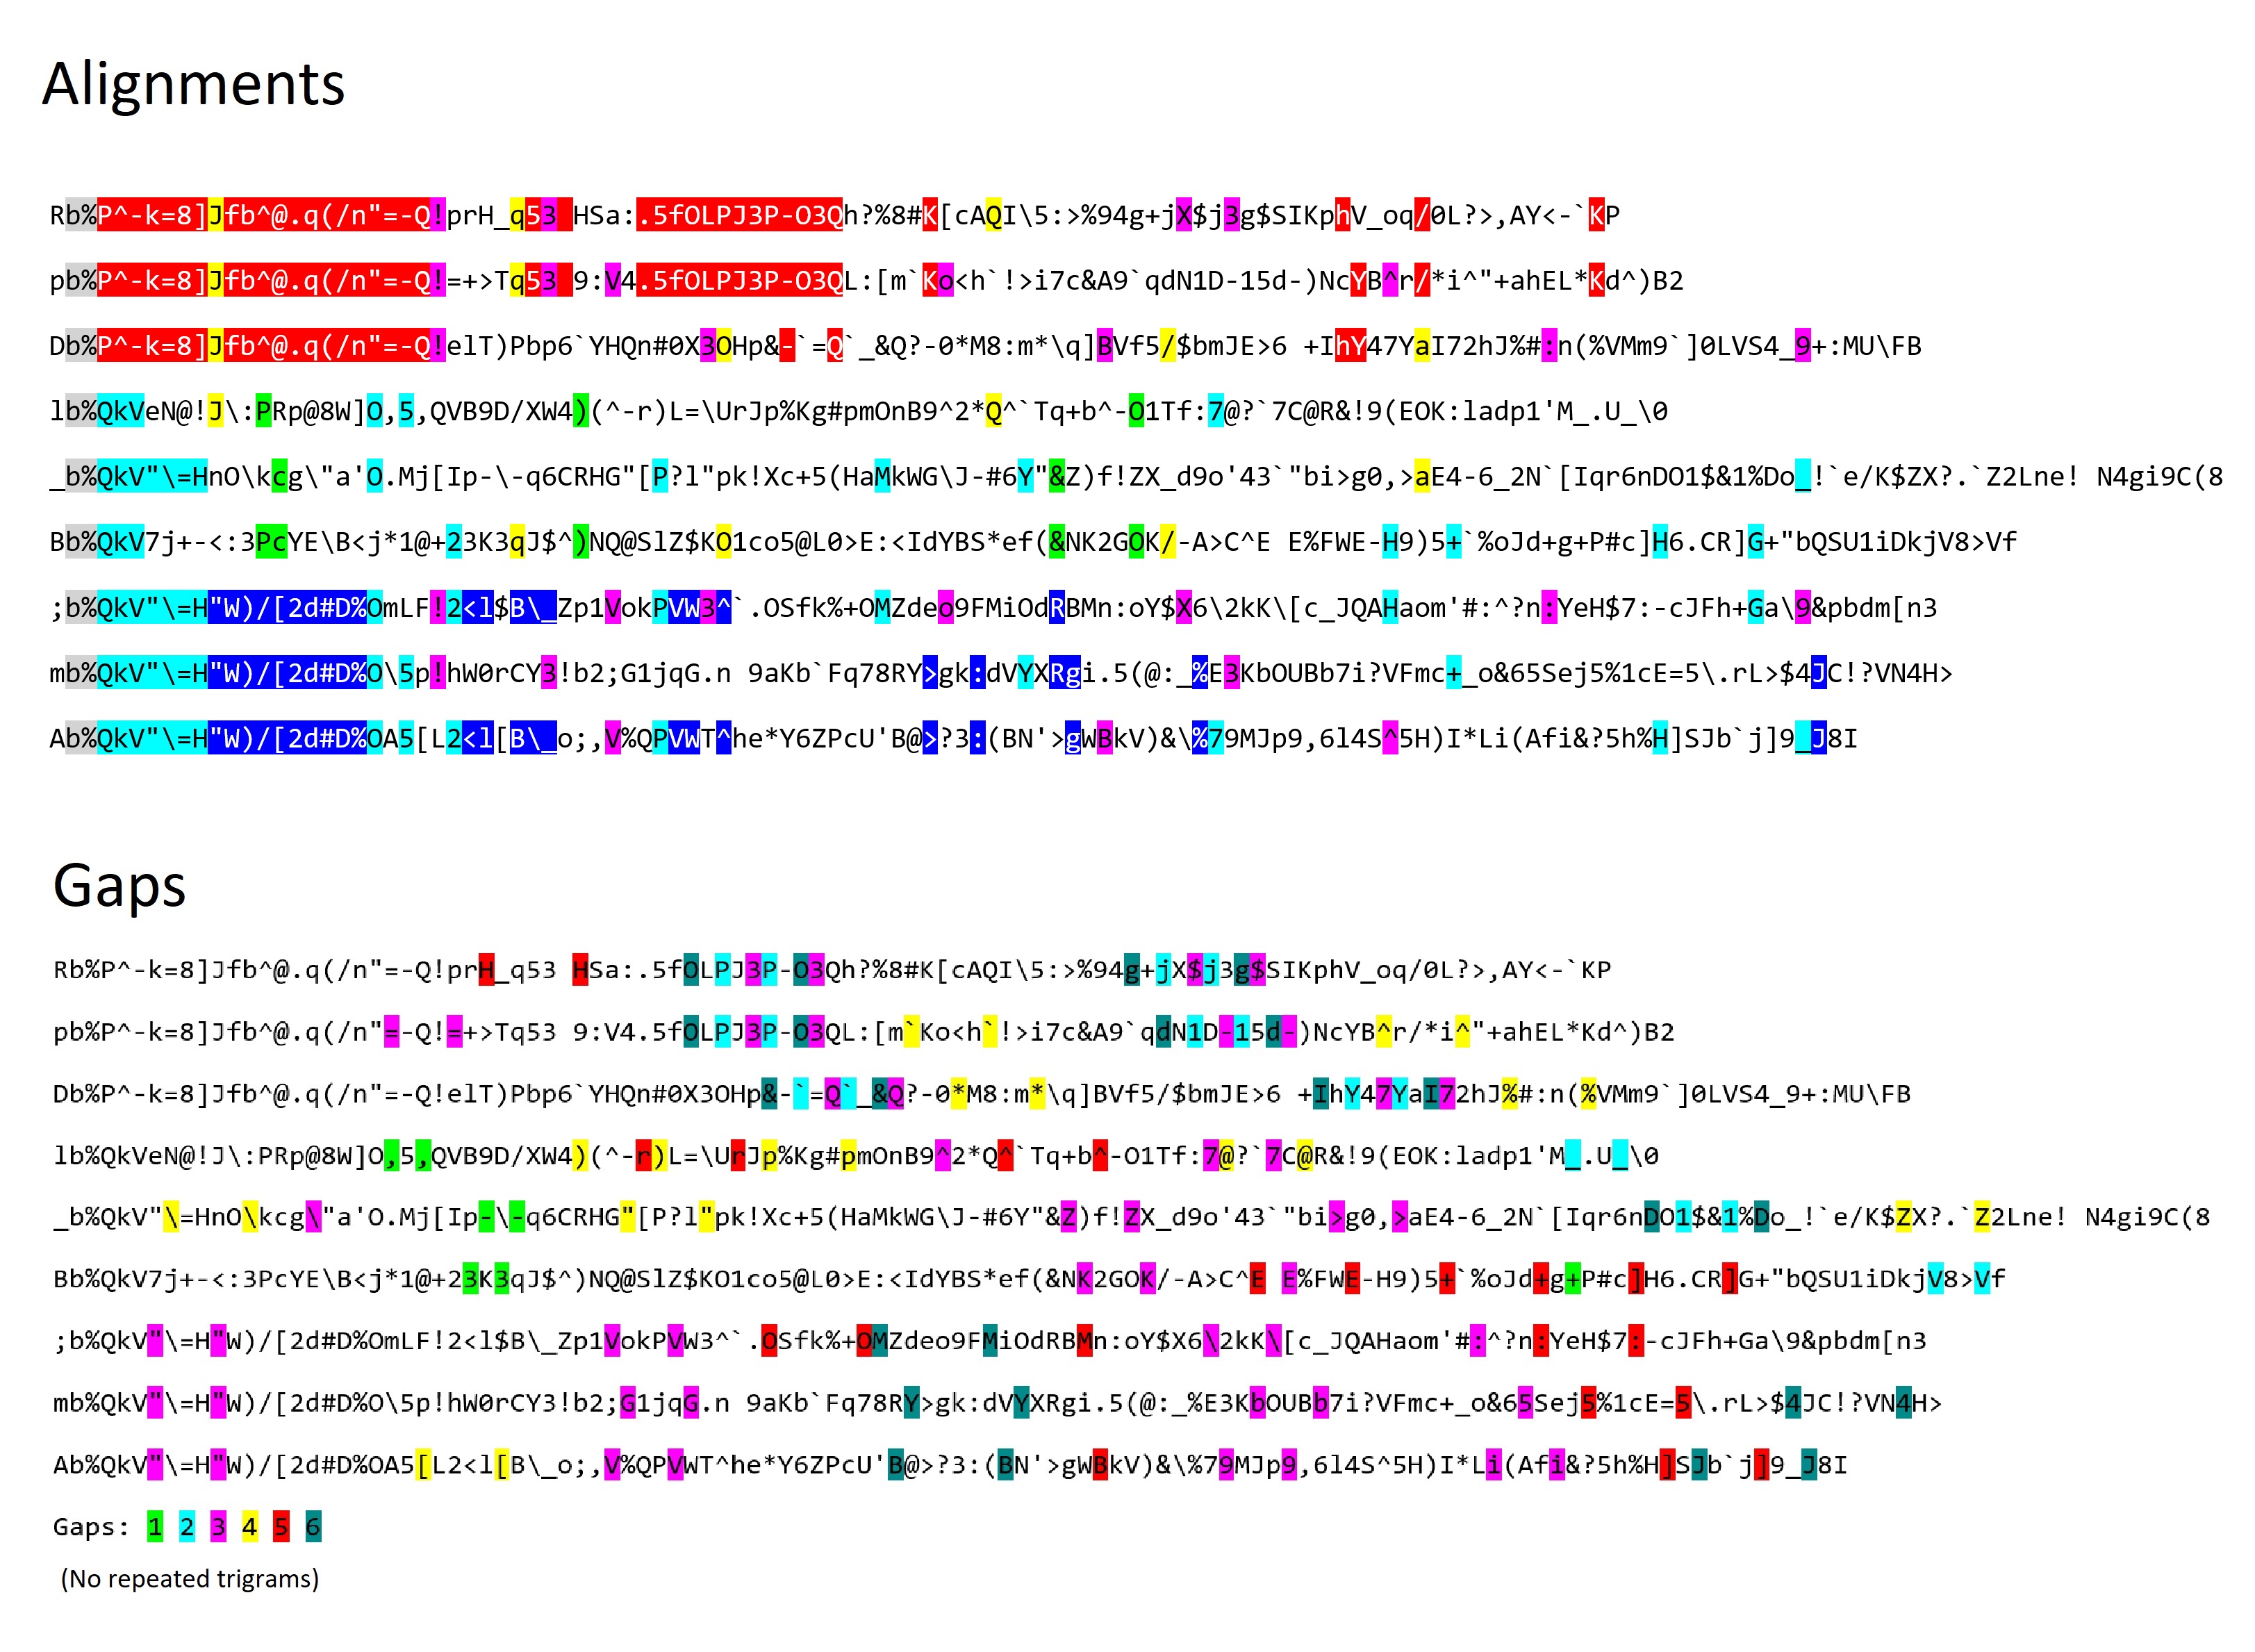 Alignments
Rb%P^-k=8]Jfb^@.q(/n"=-Q!prH_q53 HSa:.5fOLPJ3P-O3Qh?%8#K[cAQI\5:>%94g+jX$j3g$SIKphV_oq/0L?>,AY<-`KP
pb%P^-k=8]Jfb^@.q(/n"=-Q!=+>Tq53 9:V4.5fOLPJ3P-O3QL:[m`Ko<h`!>i7c&A9`qdN1D-15d-)NcYB^r/*i^"+ahEL*Kd^)B2
Db%P^-k=8]Jfb^@.q(/n"=-Q!elT)Pbp6`YHQn#0X3OHp&-`=Q`_&Q?-0*M8:m*\q]BVf5/$bmJE>6 +IhY47YaI72hJ%#:n(%VMm9`]0LVS4_9+:MU\FB
lb%QkVeN@!J\:PRp@8W]O,5,QVB9D/XW4)(^-r)L=\UrJp%Kg#pmOnB9^2*Q^`Tq+b^-O1Tf:7@?`7C@R&!9(EOK:ladp1'M_.U_\0
_b%QkV"\=HnO\kcg\"a'O.Mj[Ip-\-q6CRHG"[P?l"pk!Xc+5(HaMkWG\J-#6Y"&Z)f!ZX_d9o'43`"bi>g0,>aE4-6_2N`[Iqr6nDO1$&1%Do_!`e/K$ZX?.`Z2Lne! N4gi9C(8
Bb%QkV7j+-<:3PcYE\B<j*1@+23K3qJ$^)NQ@SlZ$KO1co5@L0>E:<IdYBS*ef(&NK2GOK/-A>C^E E%FWE-H9)5+`%oJd+g+P#c]H6.CR]G+"bQSU1iDkjV8>Vf
;b%QkV"\=H"W)/[2d#D%OmLF!2<l$B\_Zp1VokPVW3^`.OSfk%+OMZdeo9FMiOdRBMn:oY$X6\2kK\[c_JQAHaom'#:^?n:YeH$7:-cJFh+Ga\9&pbdm[n3
mb%QkV"\=H"W)/[2d#D%O\5p!hW0rCY3!b2;G1jqG.n 9aKb`Fq78RY>gk:dVYXRgi.5(@:_%E3KbOUBb7i?VFmc+_o&65Sej5%1cE=5\.rL>$4JC!?VN4H>
Ab%QkV"\=H"W)/[2d#D%OA5[L2<l[B\_o;,V%QPVWT^he*Y6ZPcU'B@>?3:(BN'>gWBkV)&\%79MJp9,6l4S^5H)I*Li(Afi&?5h%H]SJb`j]9_J8I
Gaps
Rb%P^-k=8]Jfb^@.q(/n"=-Q!prH_q53 HSa:.5fOLPJ3P-O3Qh?%8#K[cAQI\5:>%94g+jX$j3g$SIKphV_oq/0L?>,AY<-`KP
pb%P^-k=8]Jfb^@.q(/n"=-Q!=+>Tq53 9:V4.5fOLPJ3P-O3QL:[m`Ko<h`!>i7c&A9`qdN1D-15d-)NcYB^r/*i^"+ahEL*Kd^)B2
Db%P^-k=8]Jfb^@.q(/n"=-Q!elT)Pbp6`YHQn#0X3OHp&-`=Q`_&Q?-0*M8:m*\q]BVf5/$bmJE>6 +IhY47YaI72hJ%#:n(%VMm9`]0LVS4_9+:MU\FB
lb%QkVeN@!J\:PRp@8W]O,5,QVB9D/XW4)(^-r)L=\UrJp%Kg#pmOnB9^2*Q^`Tq+b^-O1Tf:7@?`7C@R&!9(EOK:ladp1'M_.U_\0
_b%QkV"\=HnO\kcg\"a'O.Mj[Ip-\-q6CRHG"[P?l"pk!Xc+5(HaMkWG\J-#6Y"&Z)f!ZX_d9o'43`"bi>g0,>aE4-6_2N`[Iqr6nDO1$&1%Do_!`e/K$ZX?.`Z2Lne! N4gi9C(8
Bb%QkV7j+-<:3PcYE\B<j*1@+23K3qJ$^)NQ@SlZ$KO1co5@L0>E:<IdYBS*ef(&NK2GOK/-A>C^E E%FWE-H9)5+`%oJd+g+P#c]H6.CR]G+"bQSU1iDkjV8>Vf
;b%QkV"\=H"W)/[2d#D%OmLF!2<l$B\_Zp1VokPVW3^`.OSfk%+OMZdeo9FMiOdRBMn:oY$X6\2kK\[c_JQAHaom'#:^?n:YeH$7:-cJFh+Ga\9&pbdm[n3
mb%QkV"\=H"W)/[2d#D%O\5p!hW0rCY3!b2;G1jqG.n 9aKb`Fq78RY>gk:dVYXRgi.5(@:_%E3KbOUBb7i?VFmc+_o&65Sej5%1cE=5\.rL>$4JC!?VN4H>
Ab%QkV"\=H"W)/[2d#D%OA5[L2<l[B\_o;,V%QPVWT^he*Y6ZPcU'B@>?3:(BN'>gWBkV)&\%79MJp9,6l4S^5H)I*Li(Afi&?5h%H]SJb`j]9_J8I
Gaps: 1 2 3 4 5 6
(No repeated trigrams)